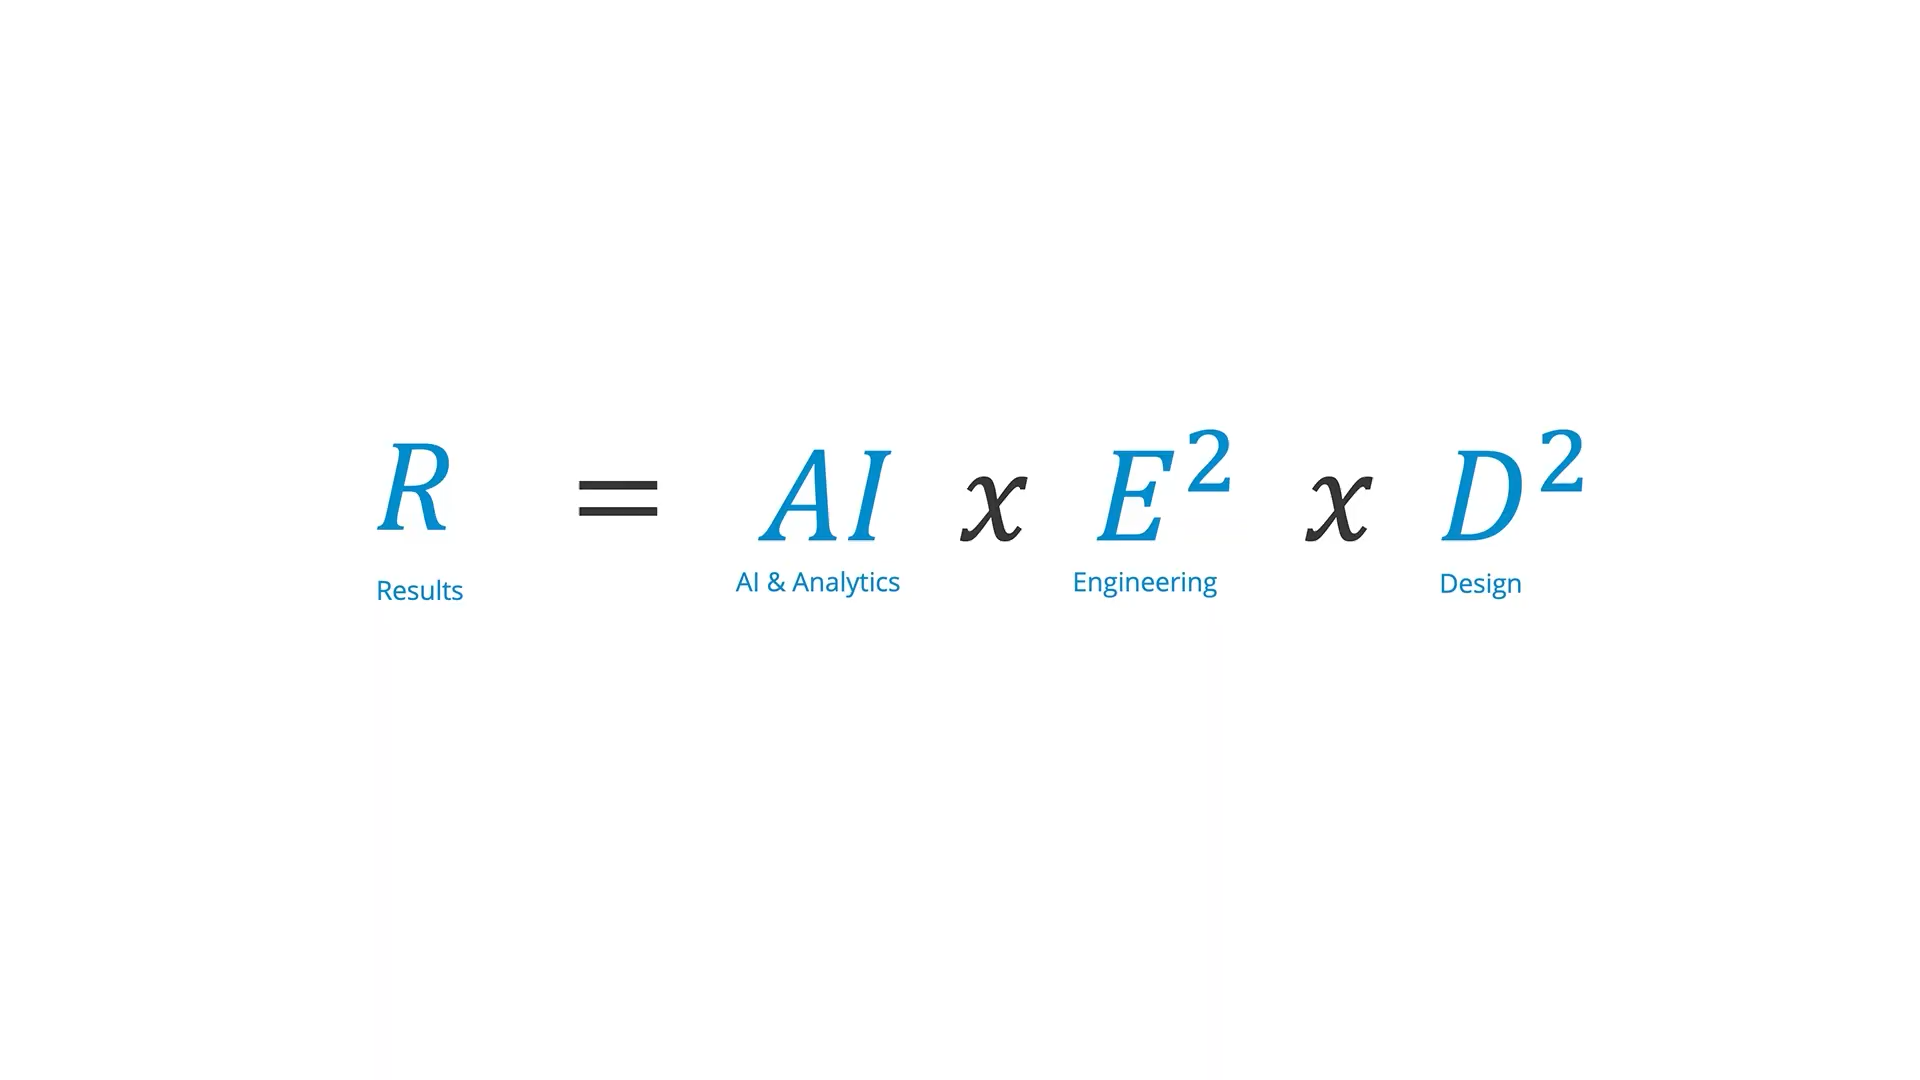 R = AI x E² x D²
Results AI & Analytics Engineering Design